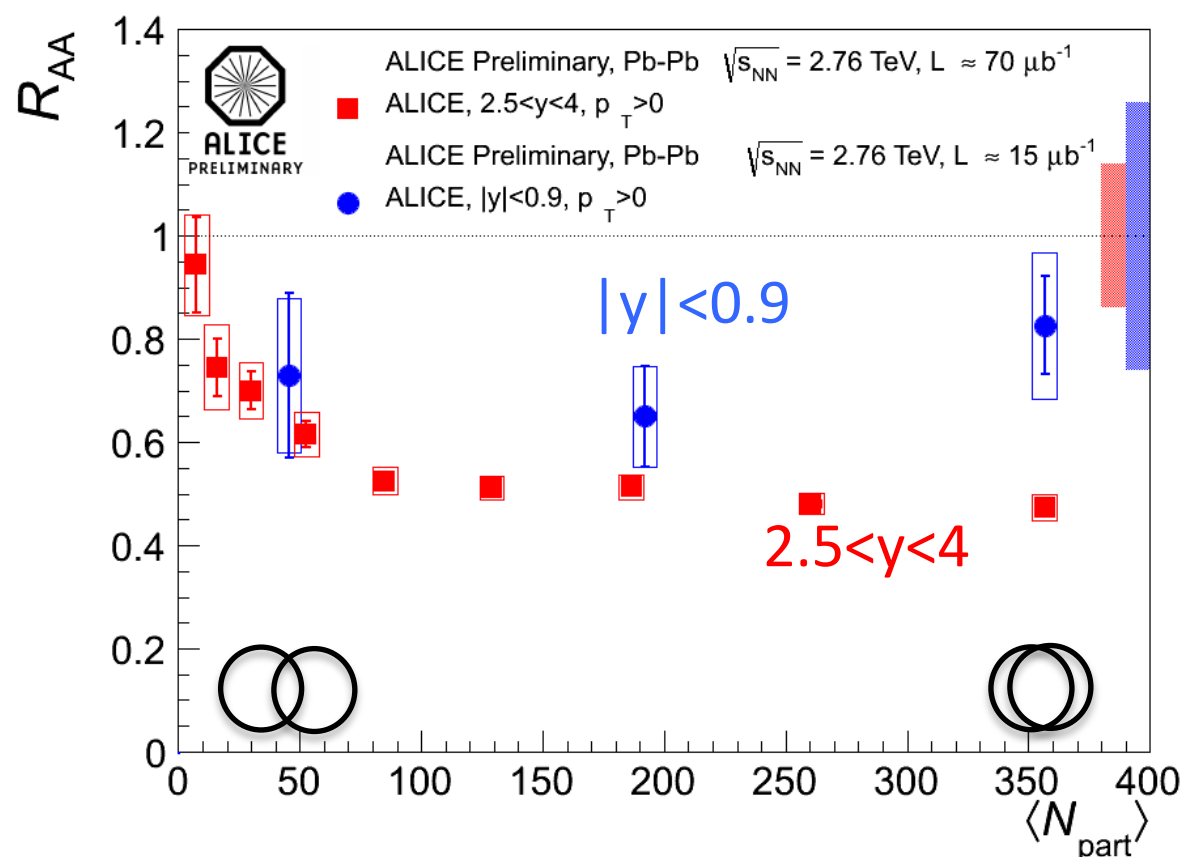 R_AA
1.4
1.2
1
0.8
0.6
0.4
0.2
0
ALICE
PRELIMINARY
ALICE Preliminary, Pb-Pb √s_NN = 2.76 TeV, L ≈ 70 μb⁻¹
ALICE, 2.5<y<4, p_T>0
ALICE Preliminary, Pb-Pb √s_NN = 2.76 TeV, L ≈ 15 μb⁻¹
ALICE, |y|<0.9, p_T>0
|y|<0.9
2.5<y<4
0 50 100 150 200 250 300 350 400
⟨N_part⟩